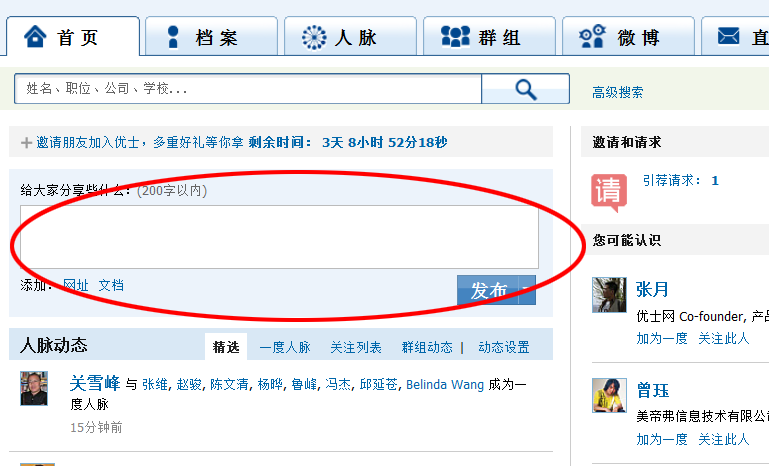 首页 档案 人脉 群组 微博 直
姓名、职位、公司、学校...
高级搜索
邀请朋友加入优士，多重好礼等你拿 剩余时间： 3天 8小时 52分18秒
给大家分享些什么：(200字以内)
添加： 网址 文档
发布
人脉动态 精选 一度人脉 关注列表 群组动态 | 动态设置
关雪峰 与 张维, 赵骏, 陈文清, 杨晔, 鲁峰, 冯杰, 邱延苍, Belinda Wang 成为一
度人脉
15分钟前
邀请和请求
请
引荐请求： 1
您可能认识
张月
优士网 Co-founder, 产品
加为一度 关注此人
曾珏
美帝弗信息技术有限公司
加为一度 关注此人